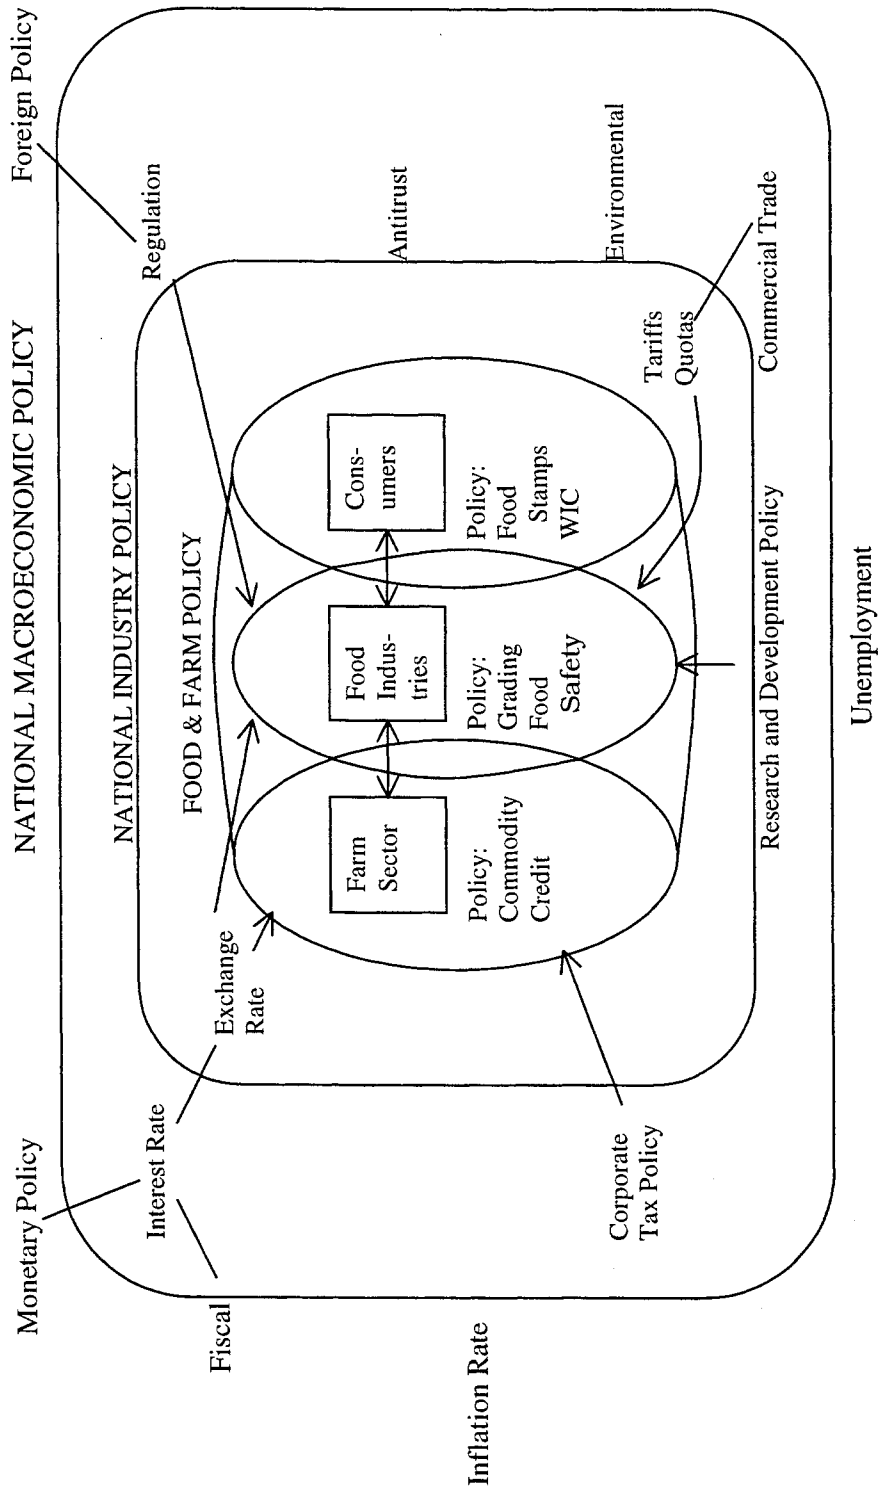 NATIONAL MACROECONOMIC POLICY
Monetary Policy
Foreign Policy
NATIONAL INDUSTRY POLICY
Interest Rate
Regulation
Fiscal
FOOD & FARM POLICY
Exchange
Rate
Farm
Sector
Food
Indus-
tries
Cons-
umers
Antitrust
Policy:
Commodity
Credit
Policy:
Grading
Food
Safety
Policy:
Food
Stamps
WIC
Inflation Rate
Environmental
Corporate
Tax Policy
Tariffs
Quotas
Research and Development Policy
Commercial Trade
Unemployment